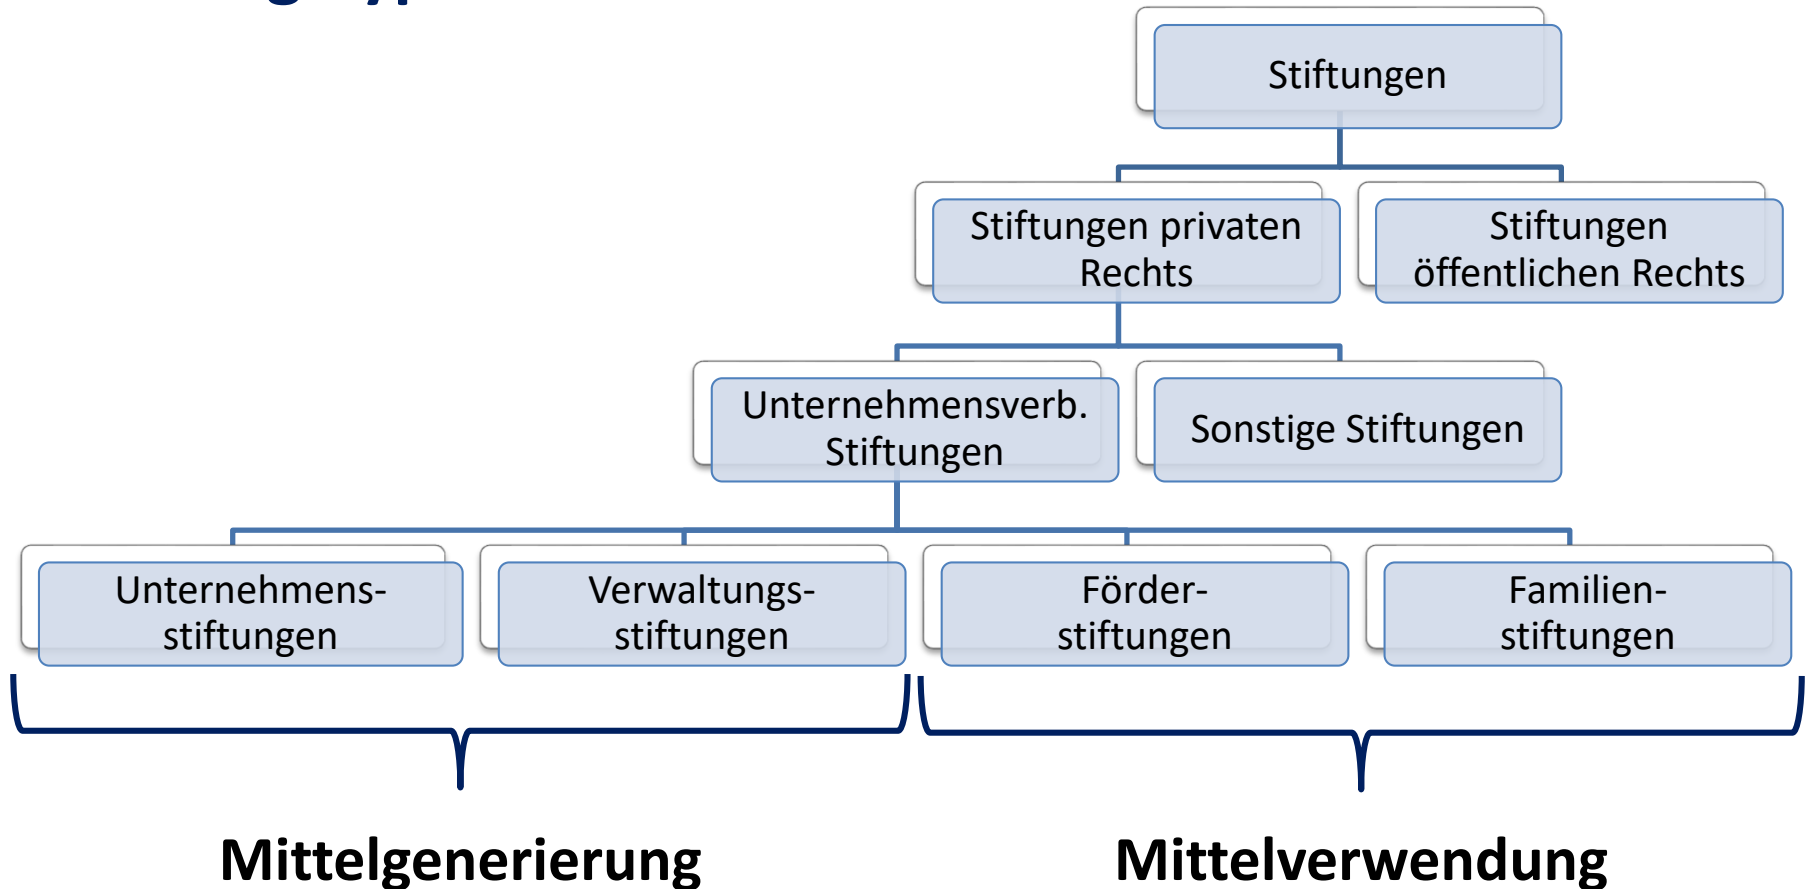 Stiftungen
Stiftungen privaten
Rechts
Stiftungen
öffentlichen Rechts
Unternehmensverb.
Stiftungen
Sonstige Stiftungen
Unternehmens-
stiftungen
Verwaltungs-
stiftungen
Förder-
stiftungen
Familien-
stiftungen
Mittelgenerierung
Mittelverwendung